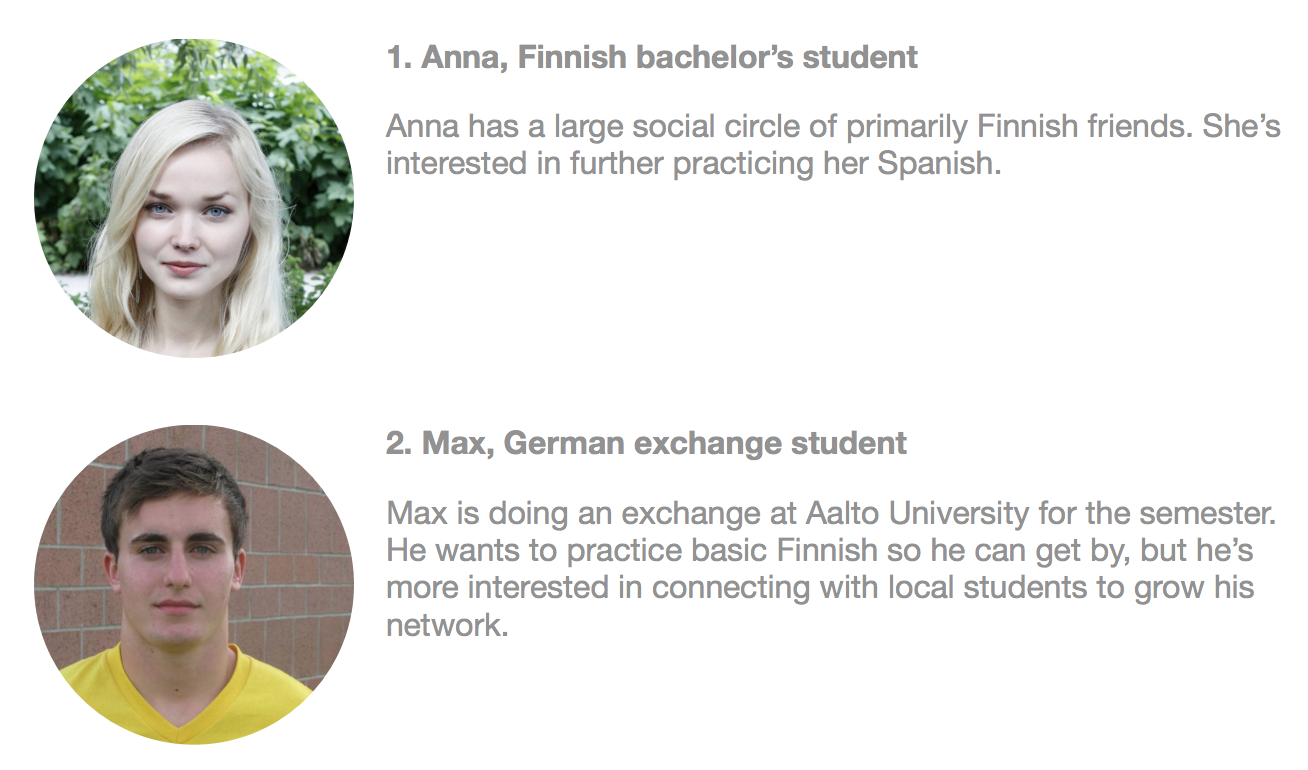 1. Anna, Finnish bachelor’s student
Anna has a large social circle of primarily Finnish friends. She’s
interested in further practicing her Spanish.
2. Max, German exchange student
Max is doing an exchange at Aalto University for the semester.
He wants to practice basic Finnish so he can get by, but he’s
more interested in connecting with local students to grow his
network.